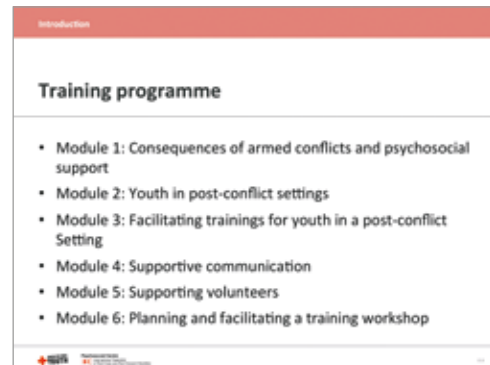 Introduction
Training programme
• Module 1: Consequences of armed conflicts and psychosocial
support
• Module 2: Youth in post-conflict settings
• Module 3: Facilitating trainings for youth in a post-conflict
Setting
• Module 4: Supportive communication
• Module 5: Supporting volunteers
• Module 6: Planning and facilitating a training workshop